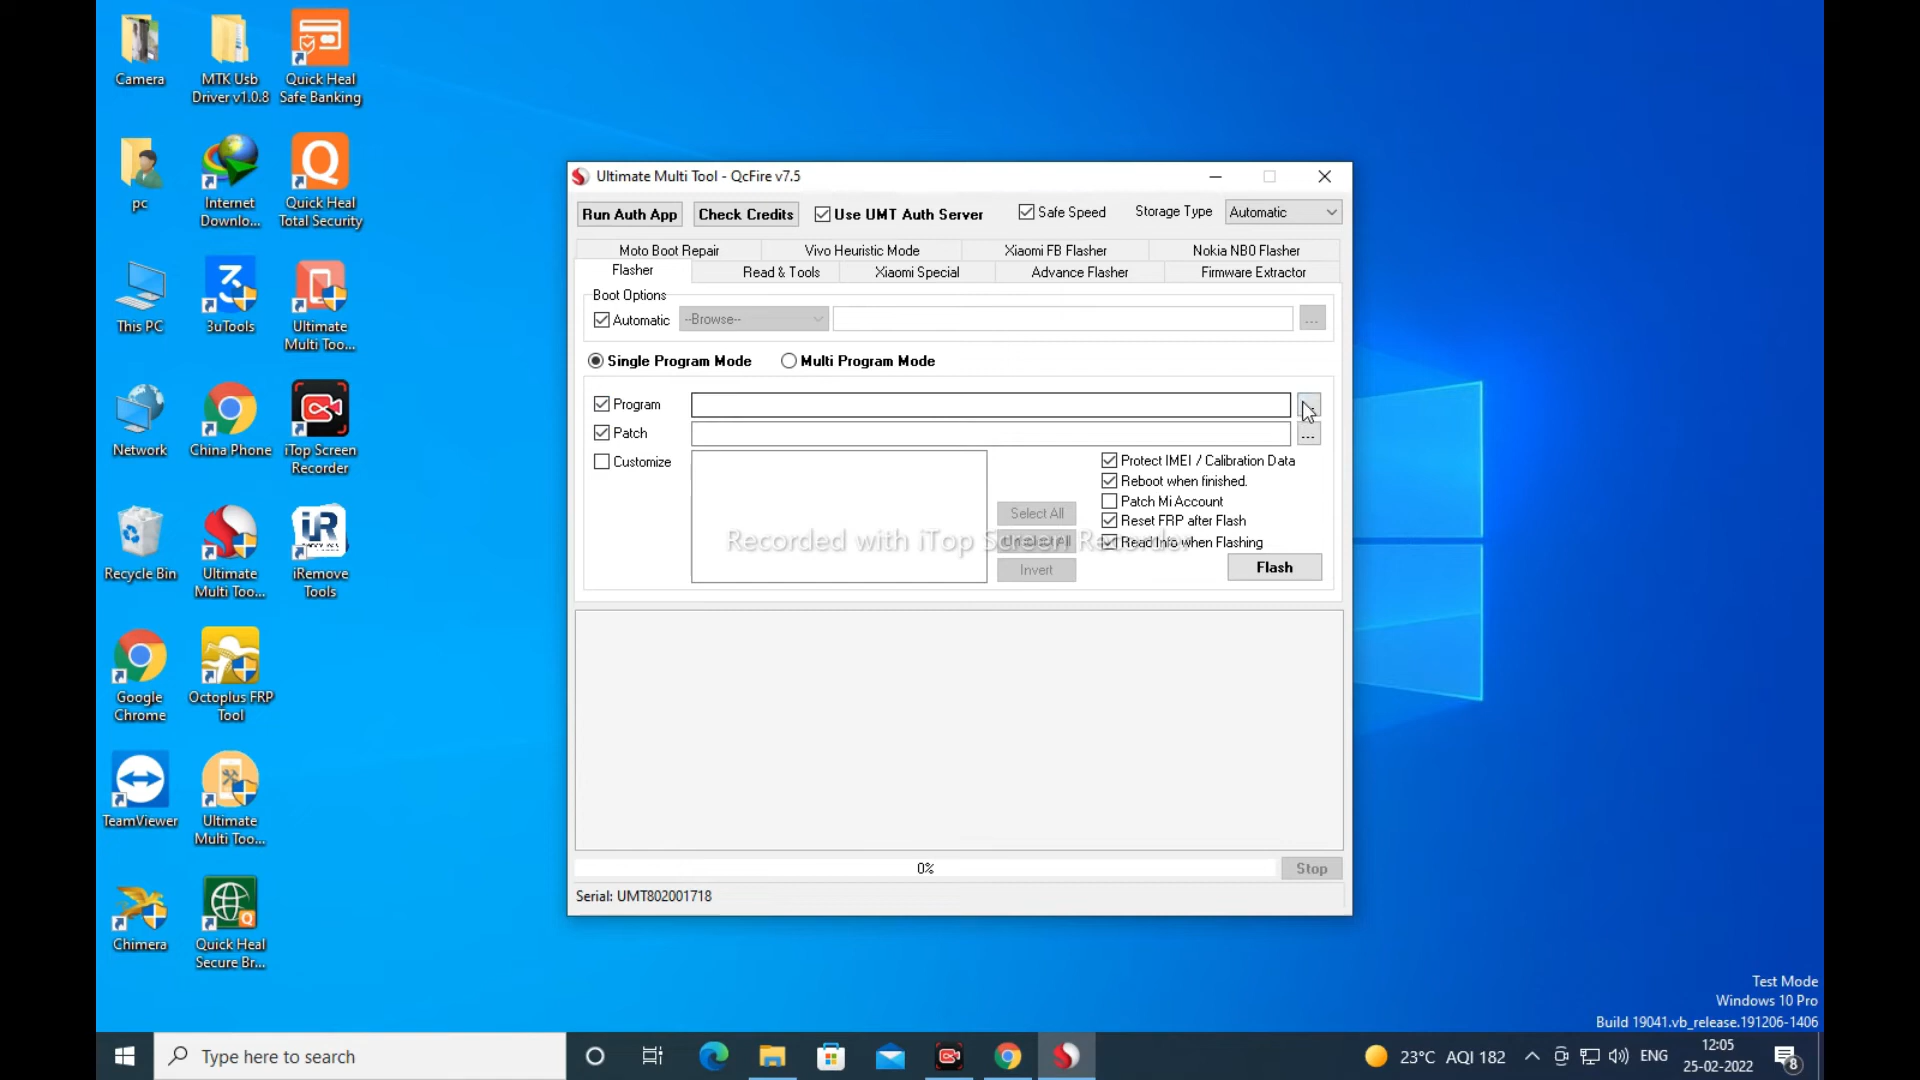 Camera
MTK Usb
Driver v1.0.8
Quick Heal
Safe Banking
pc
Internet
Downlo...
Quick Heal
Total Security
This PC
3uTools
Ultimate
Multi Too...
Network
China Phone
iTop Screen
Recorder
Recycle Bin
Ultimate
Multi Too...
iR
iRemove
Tools
Google
Chrome
Octoplus FRP
Tool
TeamViewer
Ultimate
Multi Too...
Chimera
Quick Heal
Secure Br...
Ultimate Multi Tool - QcFire v7.5
Run Auth App
Check Credits
Use UMT Auth Server
Safe Speed
Storage Type
Automatic
Moto Boot Repair
Vivo Heuristic Mode
Xiaomi FB Flasher
Nokia NB0 Flasher
Flasher
Read & Tools
Xiaomi Special
Advance Flasher
Firmware Extractor
Boot Options
Automatic
--Browse--
...
Single Program Mode
Multi Program Mode
Program
Patch
...
Customize
Protect IMEI / Calibration Data
Reboot when finished.
Select All
Patch Mi Account
Reset FRP after Flash
Recorded with iTop Screen Recorder
Read Info when Flashing
Invert
Flash
0%
Stop
Serial: UMT802001718
Test Mode
Windows 10 Pro
Build 19041.vb_release.191206-1406
Type here to search
23°C AQI 182
ENG
12:05
25-02-2022
8